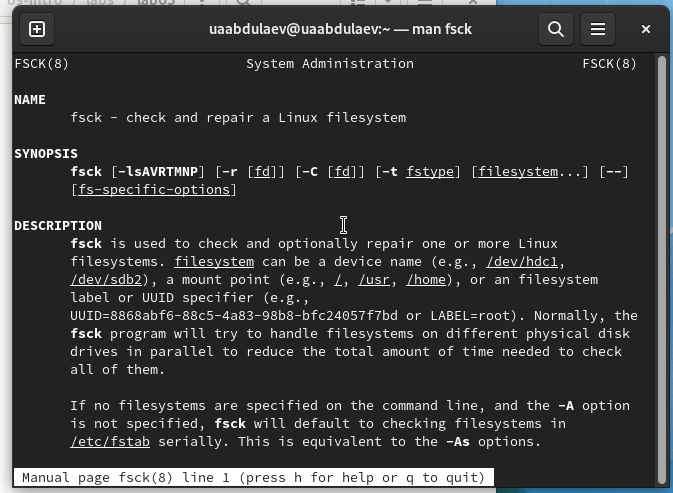 os-intro / labs / lab05
uaabdulaev@uaabdulaev:~ — man fsck
FSCK(8) System Administration FSCK(8)
NAME
fsck - check and repair a Linux filesystem
SYNOPSIS
fsck [-lsAVRTMNP] [-r [fd]] [-C [fd]] [-t fstype] [filesystem...] [--]
[fs-specific-options]
DESCRIPTION
fsck is used to check and optionally repair one or more Linux
filesystems. filesystem can be a device name (e.g., /dev/hdc1,
/dev/sdb2), a mount point (e.g., /, /usr, /home), or an filesystem
label or UUID specifier (e.g.,
UUID=8868abf6-88c5-4a83-98b8-bfc24057f7bd or LABEL=root). Normally, the
fsck program will try to handle filesystems on different physical disk
drives in parallel to reduce the total amount of time needed to check
all of them.
If no filesystems are specified on the command line, and the -A option
is not specified, fsck will default to checking filesystems in
/etc/fstab serially. This is equivalent to the -As options.
Manual page fsck(8) line 1 (press h for help or q to quit)